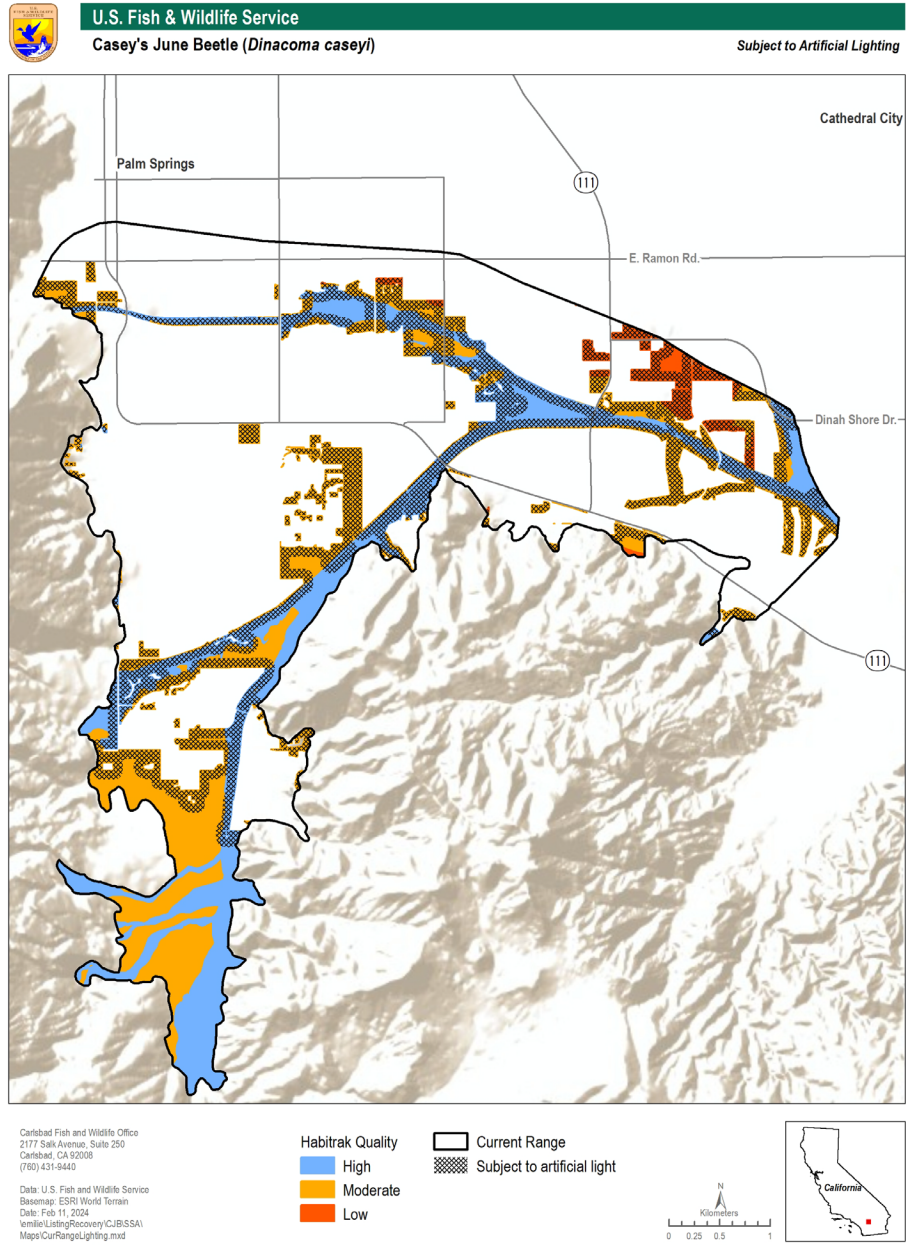 U.S.
FISH & WILDLIFE
SERVICE
U.S. Fish & Wildlife Service
Casey's June Beetle (Dinacoma caseyi)
Subject to Artificial Lighting
Cathedral City
Palm Springs
111
E. Ramon Rd.
Dinah Shore Dr.
111
Carlsbad Fish and Wildlife Office
2177 Salk Avenue, Suite 250
Carlsbad, CA 92008
(760) 431-9440
Data: U.S. Fish and Wildlife Service
Basemap: ESRI World Terrain
Date: Feb 11, 2024
\emilie\ListingRecovery\CJB\SSA\
Maps\CurRangeLighting.mxd
Habitrak Quality
High
Moderate
Low
Current Range
Subject to artificial light
N
Kilometers
0 0.25 0.5 1
California